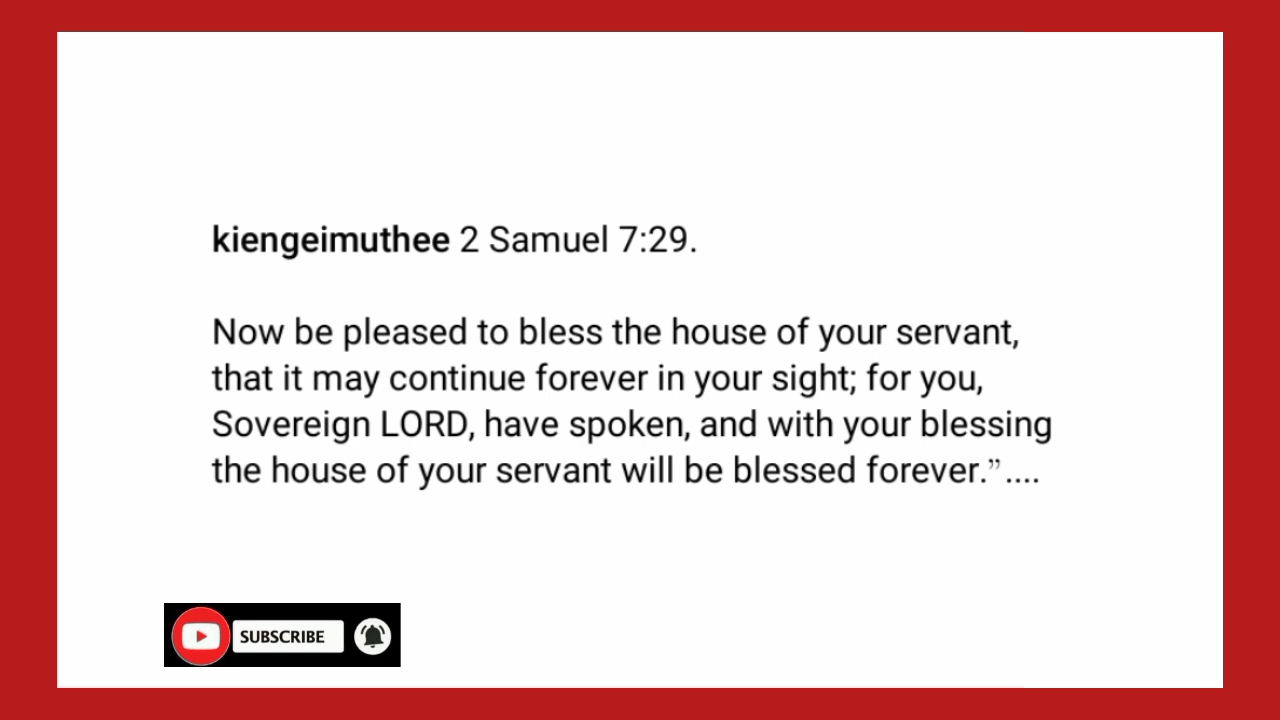 kiengeimuthee 2 Samuel 7:29.
Now be pleased to bless the house of your servant,
that it may continue forever in your sight; for you,
Sovereign LORD, have spoken, and with your blessing
the house of your servant will be blessed forever.” ....
SUBSCRIBE